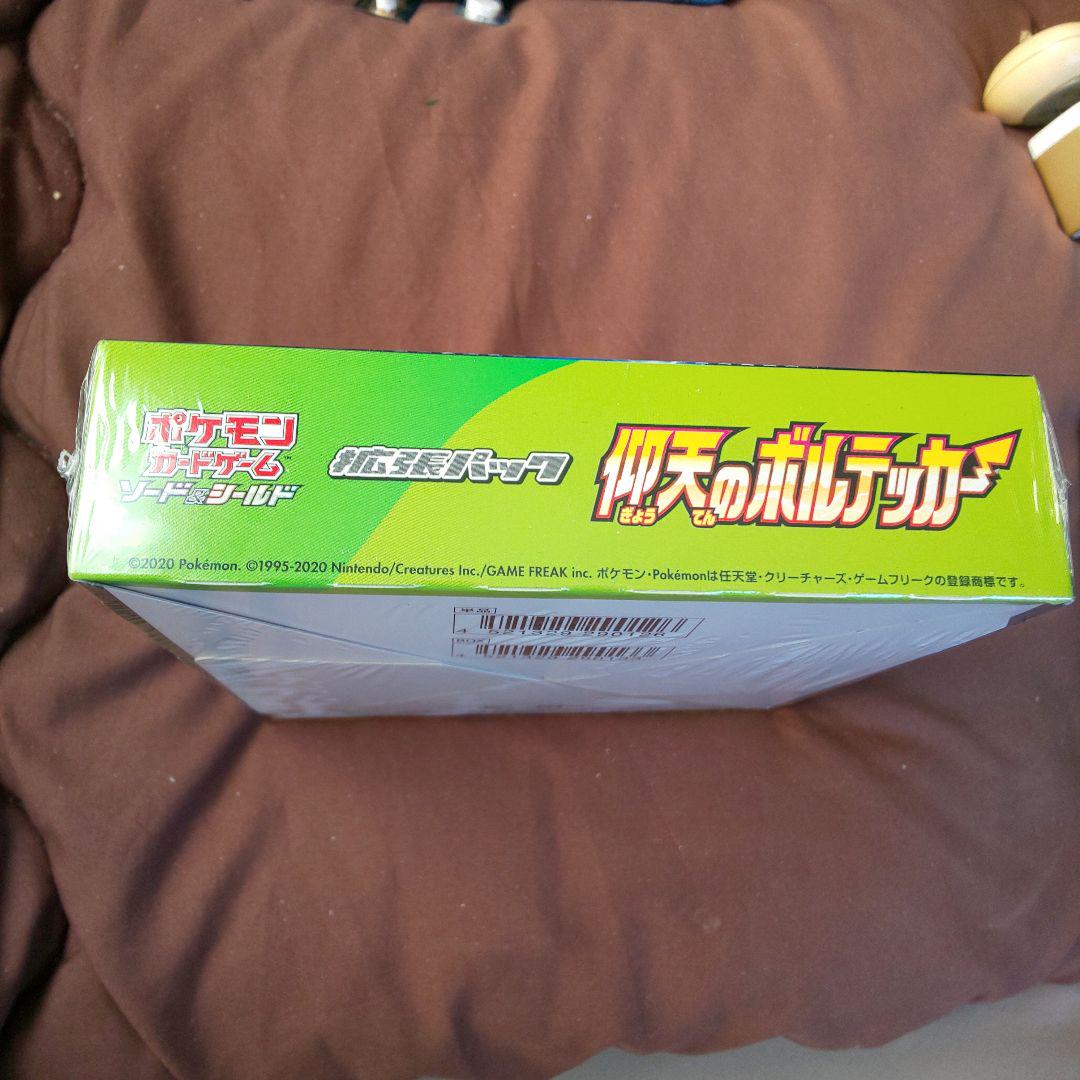 ポケモン
カードゲーム™
ソード&シールド
拡張パック
仰天のボルテッカー
ぎょう てん
©2020 Pokémon. ©1995-2020 Nintendo/Creatures Inc./GAME FREAK inc. ポケモン・Pokémonは任天堂・クリーチャーズ・ゲームフリークの登録商標です。
単品
BOX